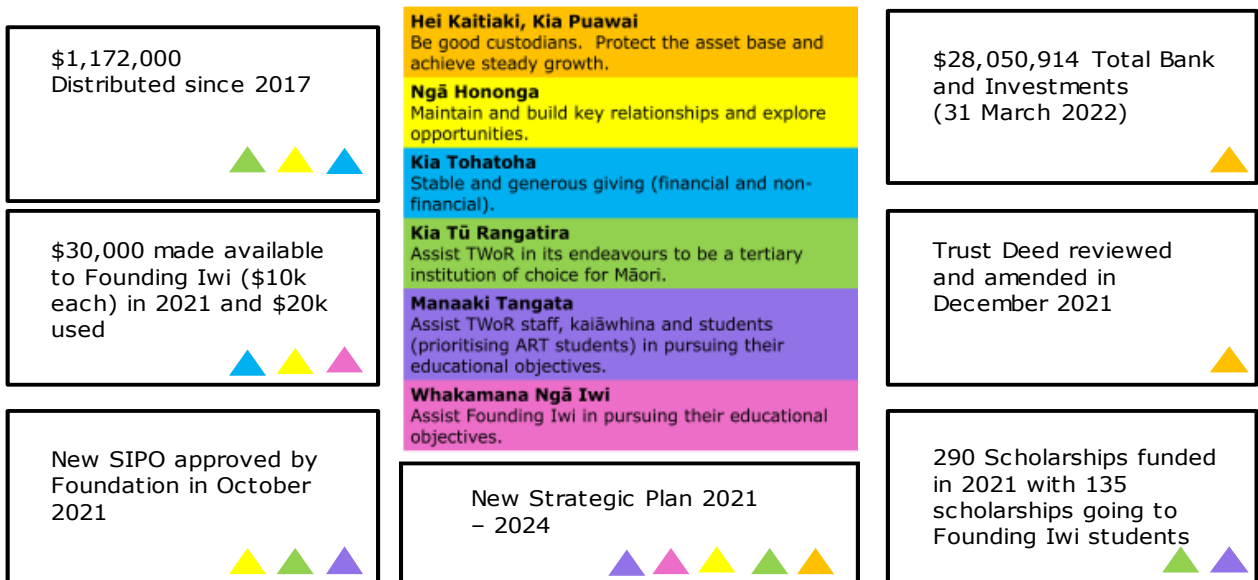 $1,172,000
Distributed since 2017
$30,000 made available
to Founding Iwi ($10k
each) in 2021 and $20k
used
New SIPO approved by
Foundation in October
2021
Hei Kaitiaki, Kia Puawai
Be good custodians.  Protect the asset base and
achieve steady growth.
Ngā Hononga
Maintain and build key relationships and explore
opportunities.
Kia Tohatoha
Stable and generous giving (financial and non-
financial).
Kia Tū Rangatira
Assist TWoR in its endeavours to be a tertiary
institution of choice for Māori.
Manaaki Tangata
Assist TWoR staff, kaiāwhina and students
(prioritising ART students) in pursuing their
educational objectives.
Whakamana Ngā Iwi
Assist Founding Iwi in pursuing their educational
objectives.
New Strategic Plan 2021
– 2024
$28,050,914 Total Bank
and Investments
(31 March 2022)
Trust Deed reviewed
and amended in
December 2021
290 Scholarships funded
in 2021 with 135
scholarships going to
Founding Iwi students